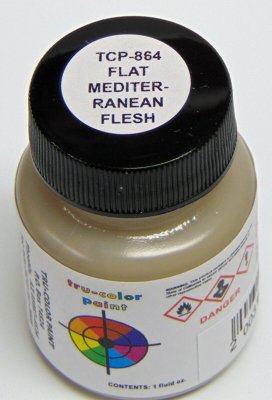 TCP-864
FLAT
MEDITER-
RANEAN
FLESH
tru-color
paint
CONTENTS: 1 fluid oz.
DANGER
TRU-COLOR PAINT